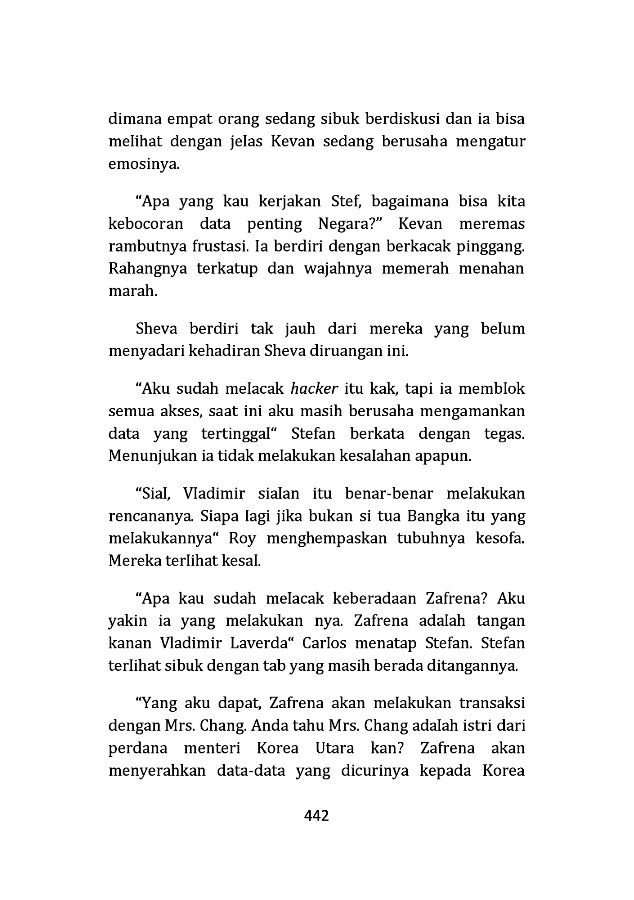 dimana empat orang sedang sibuk berdiskusi dan ia bisa
melihat dengan jelas Kevan sedang berusaha mengatur
emosinya.
“Apa yang kau kerjakan Stef, bagaimana bisa kita
kebocoran data penting Negara?” Kevan meremas
rambutnya frustasi. Ia berdiri dengan berkacak pinggang.
Rahangnya terkatup dan wajahnya memerah menahan
marah.
Sheva berdiri tak jauh dari mereka yang belum
menyadari kehadiran Sheva diruangan ini.
“Aku sudah melacak hacker itu kak, tapi ia memblok
semua akses, saat ini aku masih berusaha mengamankan
data yang tertinggal“ Stefan berkata dengan tegas.
Menunjukan ia tidak melakukan kesalahan apapun.
“Sial, Vladimir sialan itu benar-benar melakukan
rencananya. Siapa lagi jika bukan si tua Bangka itu yang
melakukannya“ Roy menghempaskan tubuhnya kesofa.
Mereka terlihat kesal.
“Apa kau sudah melacak keberadaan Zafrena? Aku
yakin ia yang melakukan nya. Zafrena adalah tangan
kanan Vladimir Laverda“ Carlos menatap Stefan. Stefan
terlihat sibuk dengan tab yang masih berada ditangannya.
“Yang aku dapat, Zafrena akan melakukan transaksi
dengan Mrs. Chang. Anda tahu Mrs. Chang adalah istri dari
perdana menteri Korea Utara kan? Zafrena akan
menyerahkan data-data yang dicurinya kepada Korea
442